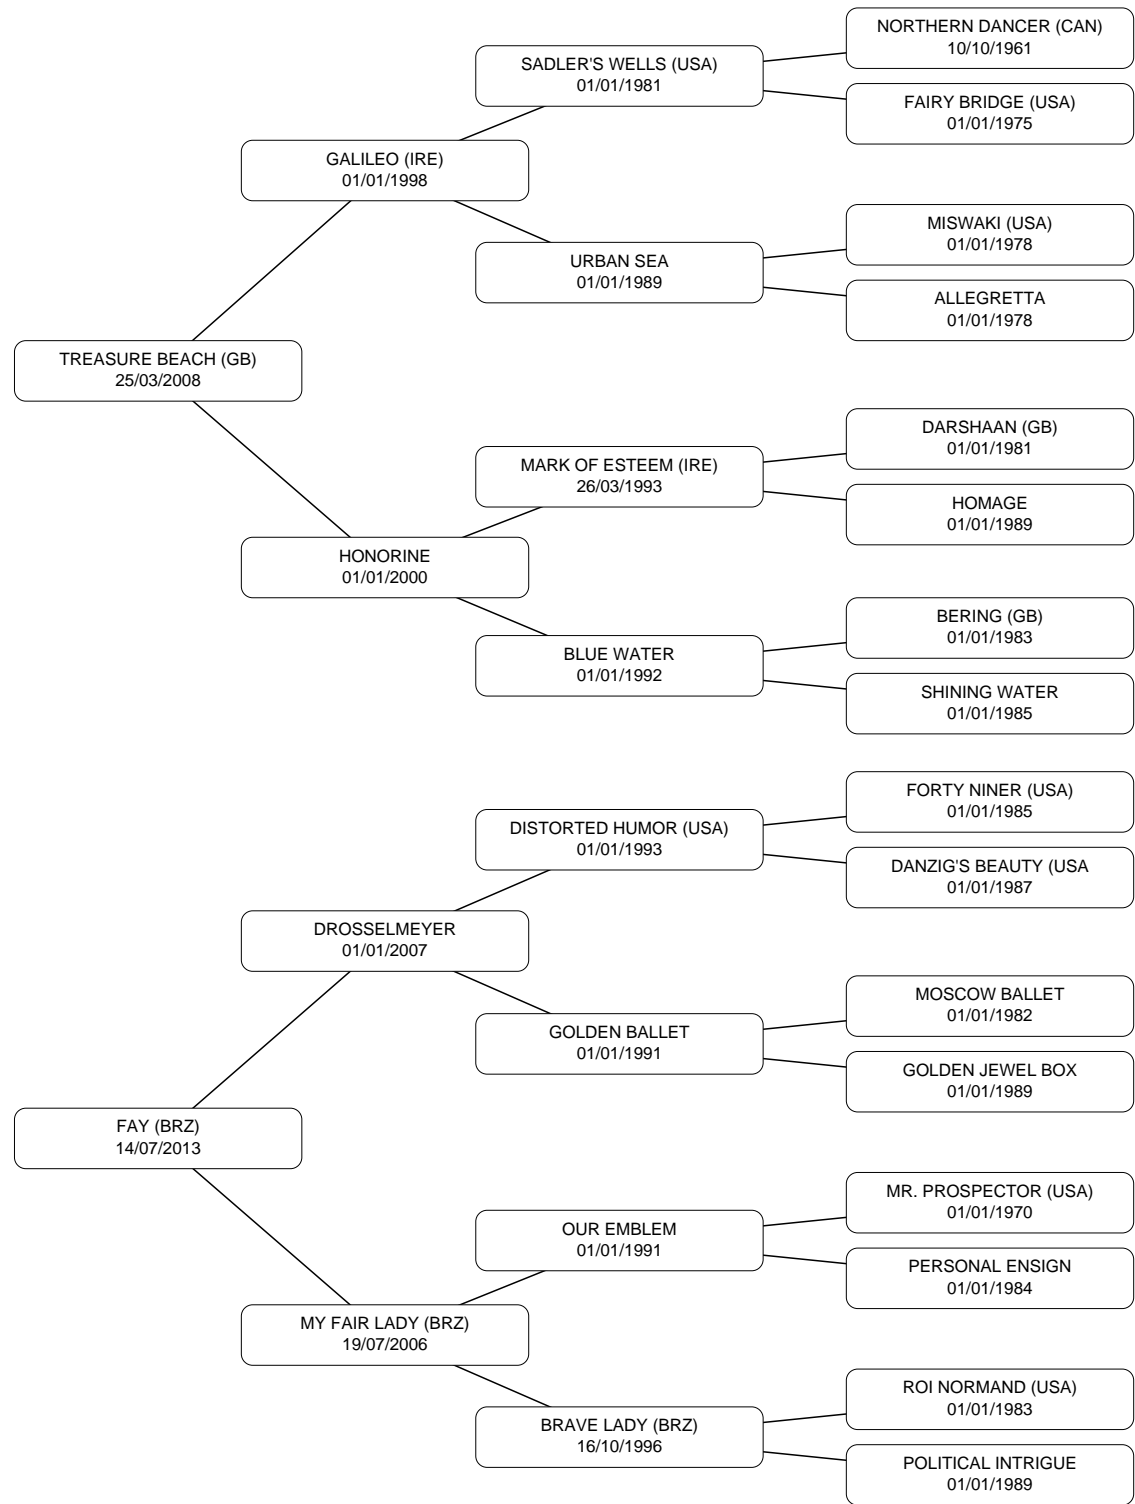 NORTHERN DANCER (CAN)
10/10/1961
SADLER'S WELLS (USA)
01/01/1981
FAIRY BRIDGE (USA)
01/01/1975
GALILEO (IRE)
01/01/1998
MISWAKI (USA)
01/01/1978
URBAN SEA
01/01/1989
ALLEGRETTA
01/01/1978
TREASURE BEACH (GB)
25/03/2008
DARSHAAN (GB)
01/01/1981
MARK OF ESTEEM (IRE)
26/03/1993
HOMAGE
01/01/1989
HONORINE
01/01/2000
BERING (GB)
01/01/1983
BLUE WATER
01/01/1992
SHINING WATER
01/01/1985
FORTY NINER (USA)
01/01/1985
DISTORTED HUMOR (USA)
01/01/1993
DANZIG'S BEAUTY (USA
01/01/1987
DROSSELMEYER
01/01/2007
MOSCOW BALLET
01/01/1982
GOLDEN BALLET
01/01/1991
GOLDEN JEWEL BOX
01/01/1989
FAY (BRZ)
14/07/2013
MR. PROSPECTOR (USA)
01/01/1970
OUR EMBLEM
01/01/1991
PERSONAL ENSIGN
01/01/1984
MY FAIR LADY (BRZ)
19/07/2006
ROI NORMAND (USA)
01/01/1983
BRAVE LADY (BRZ)
16/10/1996
POLITICAL INTRIGUE
01/01/1989